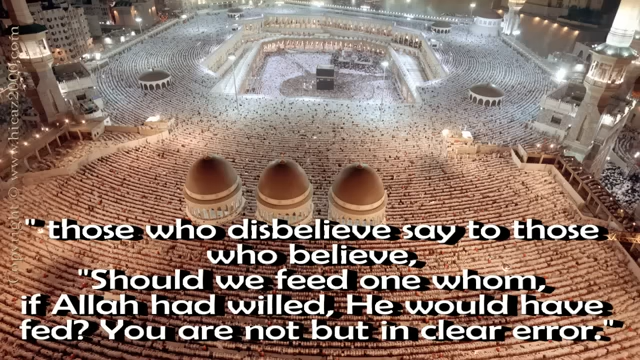 "-those who disbelieve say to those
who believe,
"Should we feed one whom,
if Allah had willed, He would have
fed? You are not but in clear error."